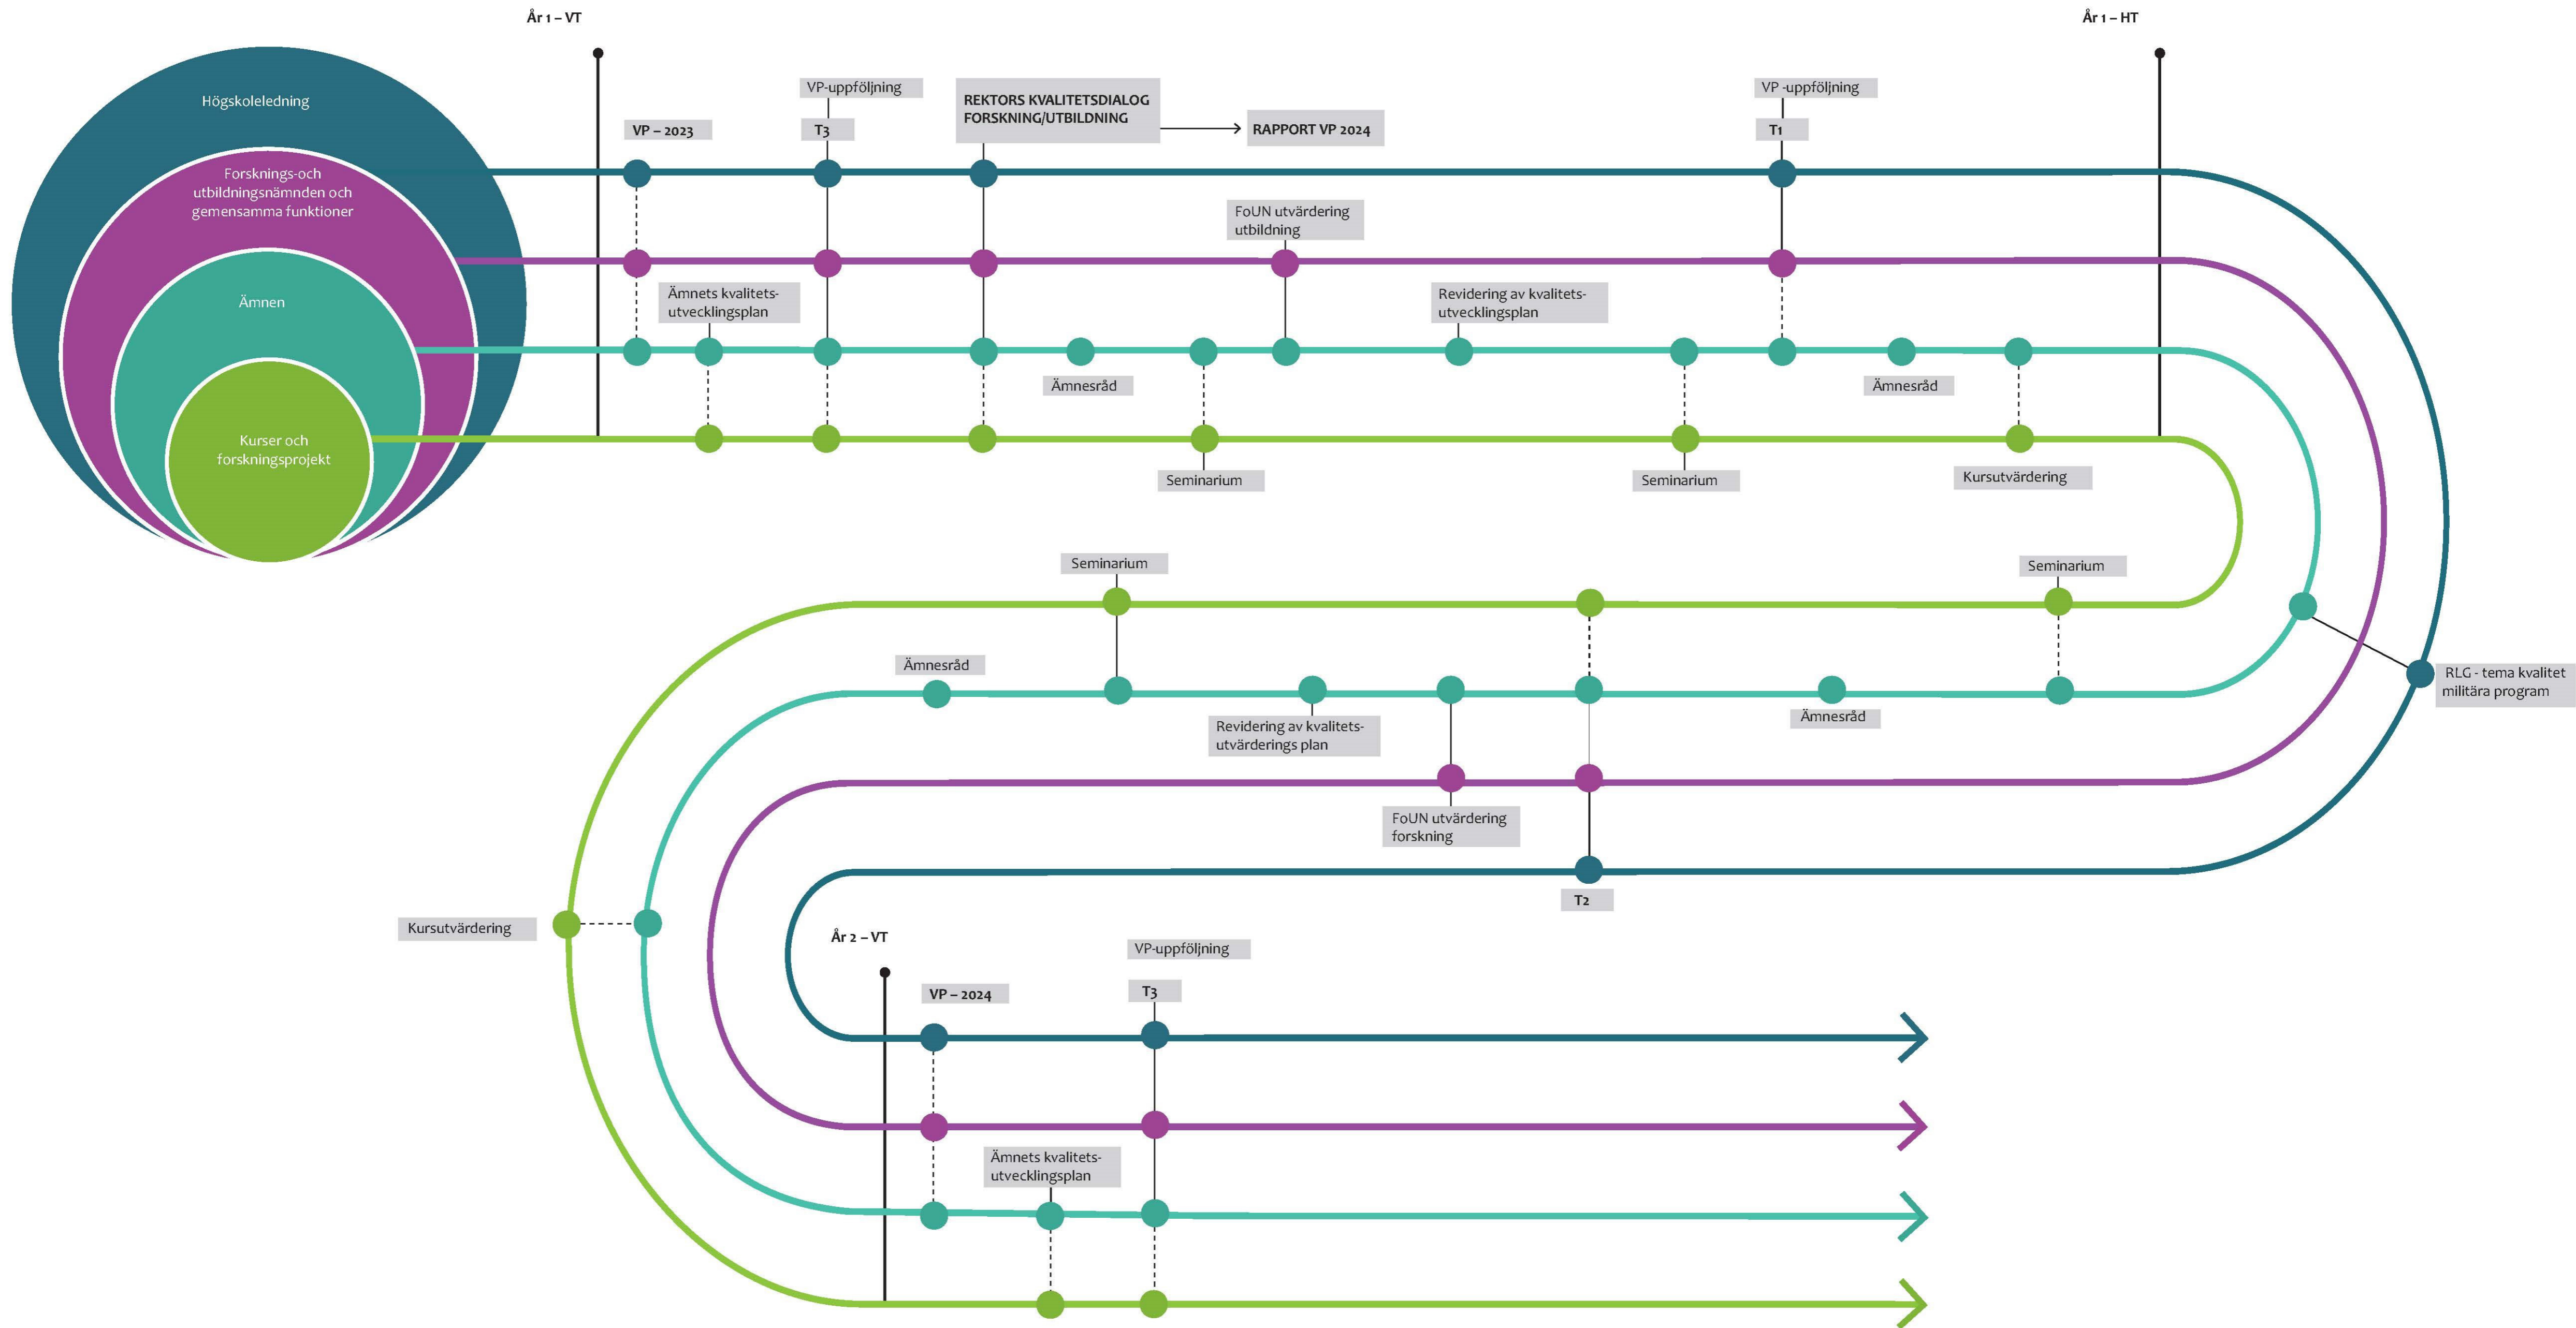 År 1 – VT
År 1 – HT
Högskoleledning
Forsknings-och
utbildningsnämnden och
gemensamma funktioner
Ämnen
Kurser och
forskningsprojekt
VP – 2023
VP-uppföljning
T3
REKTORS KVALITETSDIALOG
FORSKNING/UTBILDNING
RAPPORT VP 2024
VP -uppföljning
T1
FoUN utvärdering
utbildning
Ämnets kvalitets-
utvecklingsplan
Revidering av kvalitets-
utvecklingsplan
Ämnesråd
Ämnesråd
Seminarium
Seminarium
Kursutvärdering
Seminarium
Seminarium
Ämnesråd
RLG - tema kvalitet
militära program
Revidering av kvalitets-
utvärderings plan
Ämnesråd
FoUN utvärdering
forskning
T2
Kursutvärdering
År 2 – VT
VP-uppföljning
VP – 2024
T3
Ämnets kvalitets-
utvecklingsplan